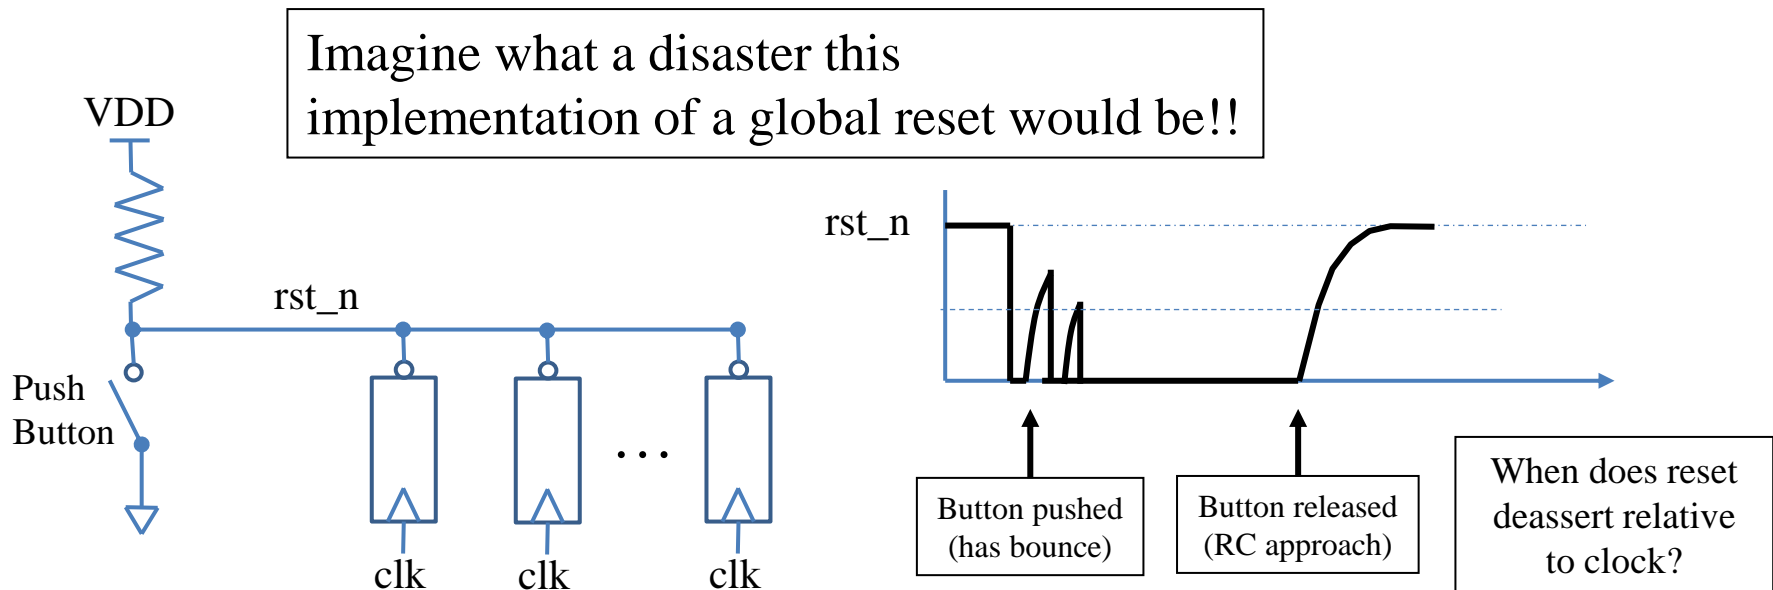 Imagine what a disaster this
implementation of a global reset would be!!
VDD
rst_n
Push
Button
...
clk
clk
clk
rst_n
Button pushed
(has bounce)
Button released
(RC approach)
When does reset
deassert relative
to clock?